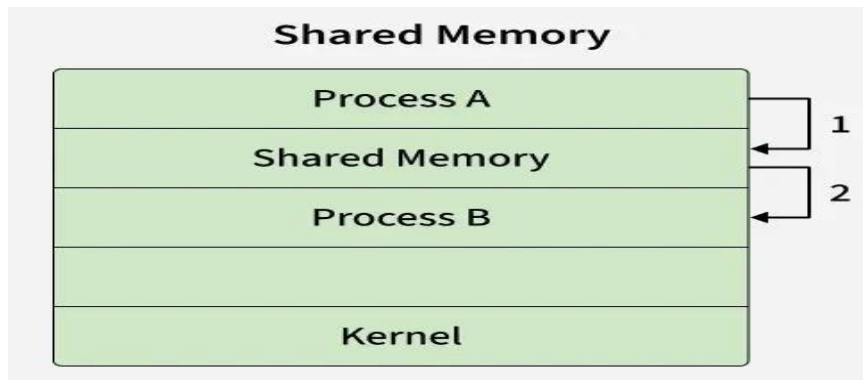 Shared Memory
Process A
1
Shared Memory
2
Process B
Kernel